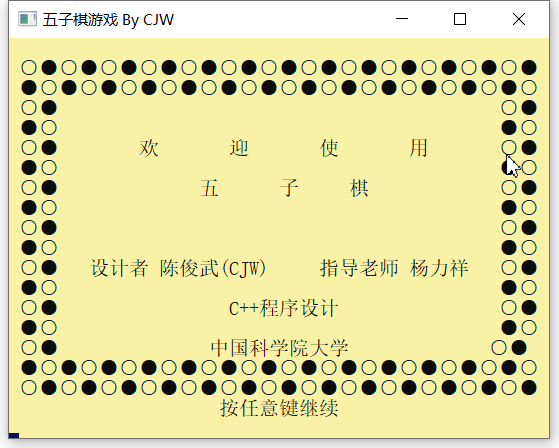 五子棋游戏 By CJW
欢 迎 使 用
五 子 棋
设计者 陈俊武(CJW) 指导老师 杨力祥
C++程序设计
中国科学院大学
按任意键继续